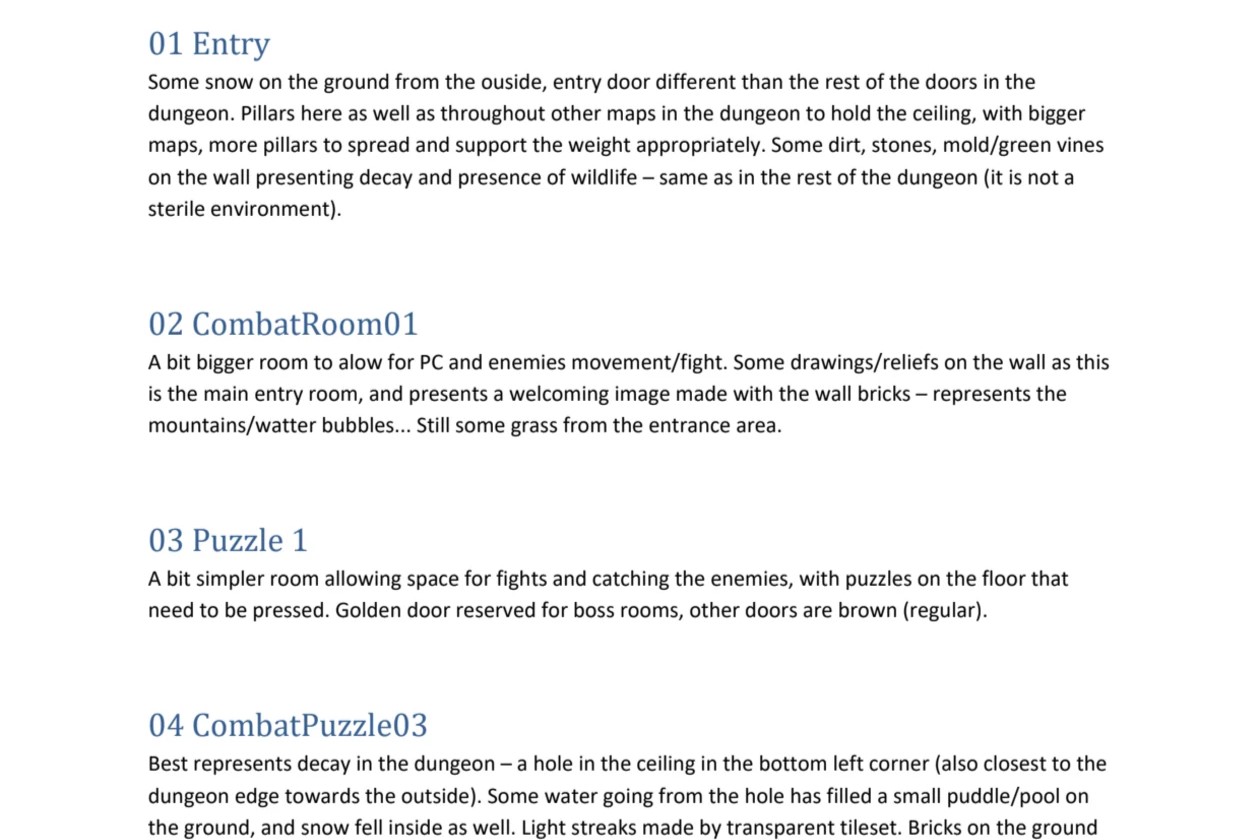 01 Entry
Some snow on the ground from the ouside, entry door different than the rest of the doors in the
dungeon. Pillars here as well as throughout other maps in the dungeon to hold the ceiling, with bigger
maps, more pillars to spread and support the weight appropriately. Some dirt, stones, mold/green vines
on the wall presenting decay and presence of wildlife – same as in the rest of the dungeon (it is not a
sterile environment).
02 CombatRoom01
A bit bigger room to alow for PC and enemies movement/fight. Some drawings/reliefs on the wall as this
is the main entry room, and presents a welcoming image made with the wall bricks – represents the
mountains/watter bubbles... Still some grass from the entrance area.
03 Puzzle 1
A bit simpler room allowing space for fights and catching the enemies, with puzzles on the floor that
need to be pressed. Golden door reserved for boss rooms, other doors are brown (regular).
04 CombatPuzzle03
Best represents decay in the dungeon – a hole in the ceiling in the bottom left corner (also closest to the
dungeon edge towards the outside). Some water going from the hole has filled a small puddle/pool on
the ground, and snow fell inside as well. Light streaks made by transparent tileset. Bricks on the ground